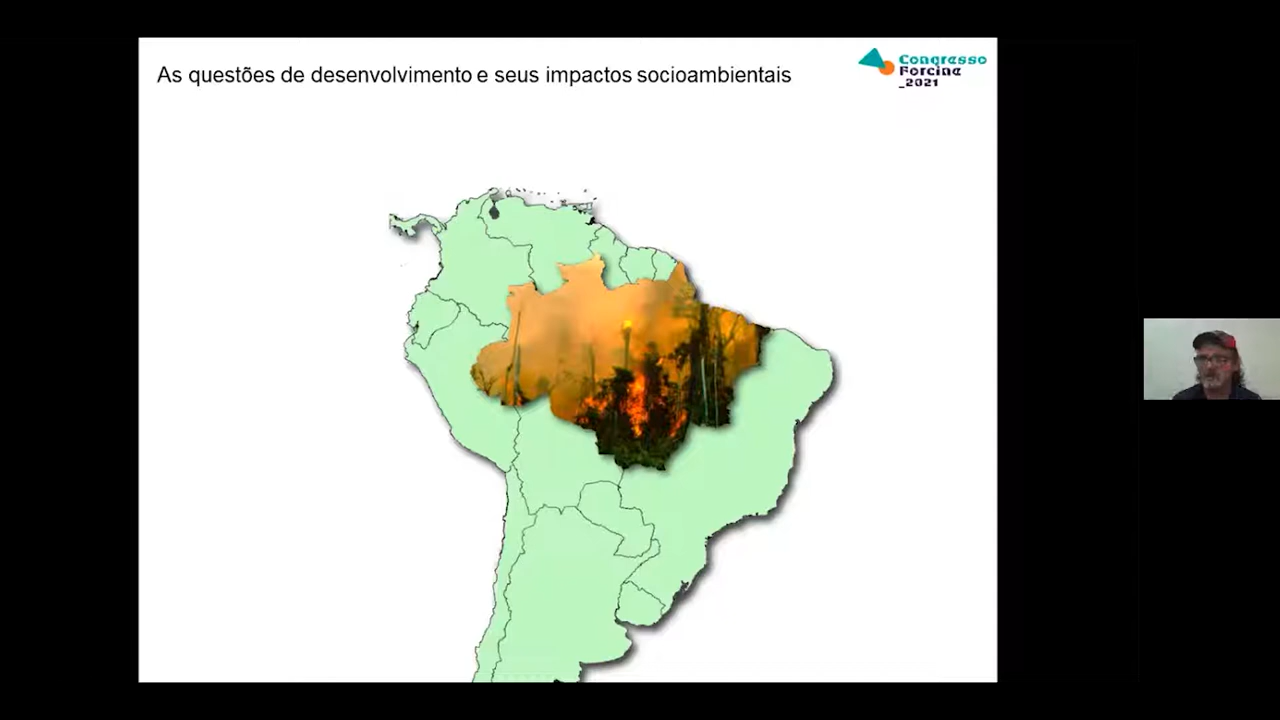 As questões de desenvolvimento e seus impactos socioambientais
Congresso
Forcine
_2021